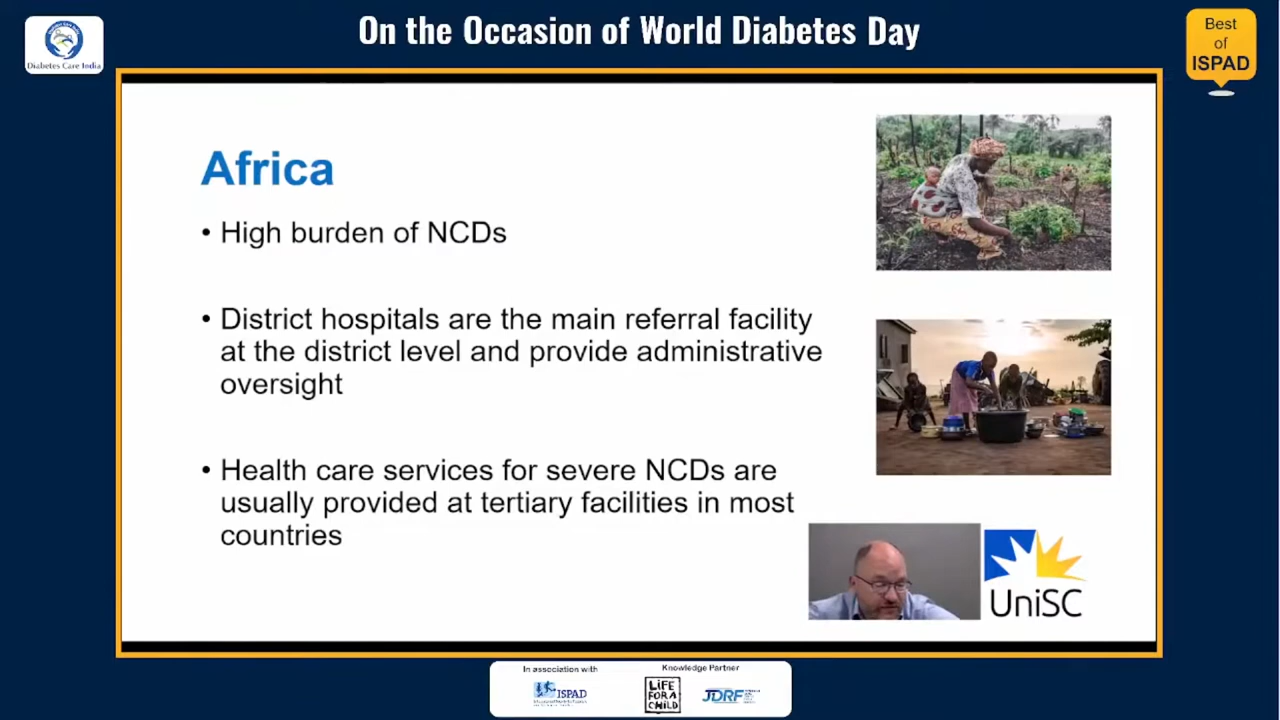 On the Occasion of World Diabetes Day
Diabetes Care India
Best
of
ISPAD
Africa
• High burden of NCDs
• District hospitals are the main referral facility
at the district level and provide administrative
oversight
• Health care services for severe NCDs are
usually provided at tertiary facilities in most
countries
UniSC
In association with
Knowledge Partner
ISPAD
LiFE
FOR A
CHiLD
JDRF